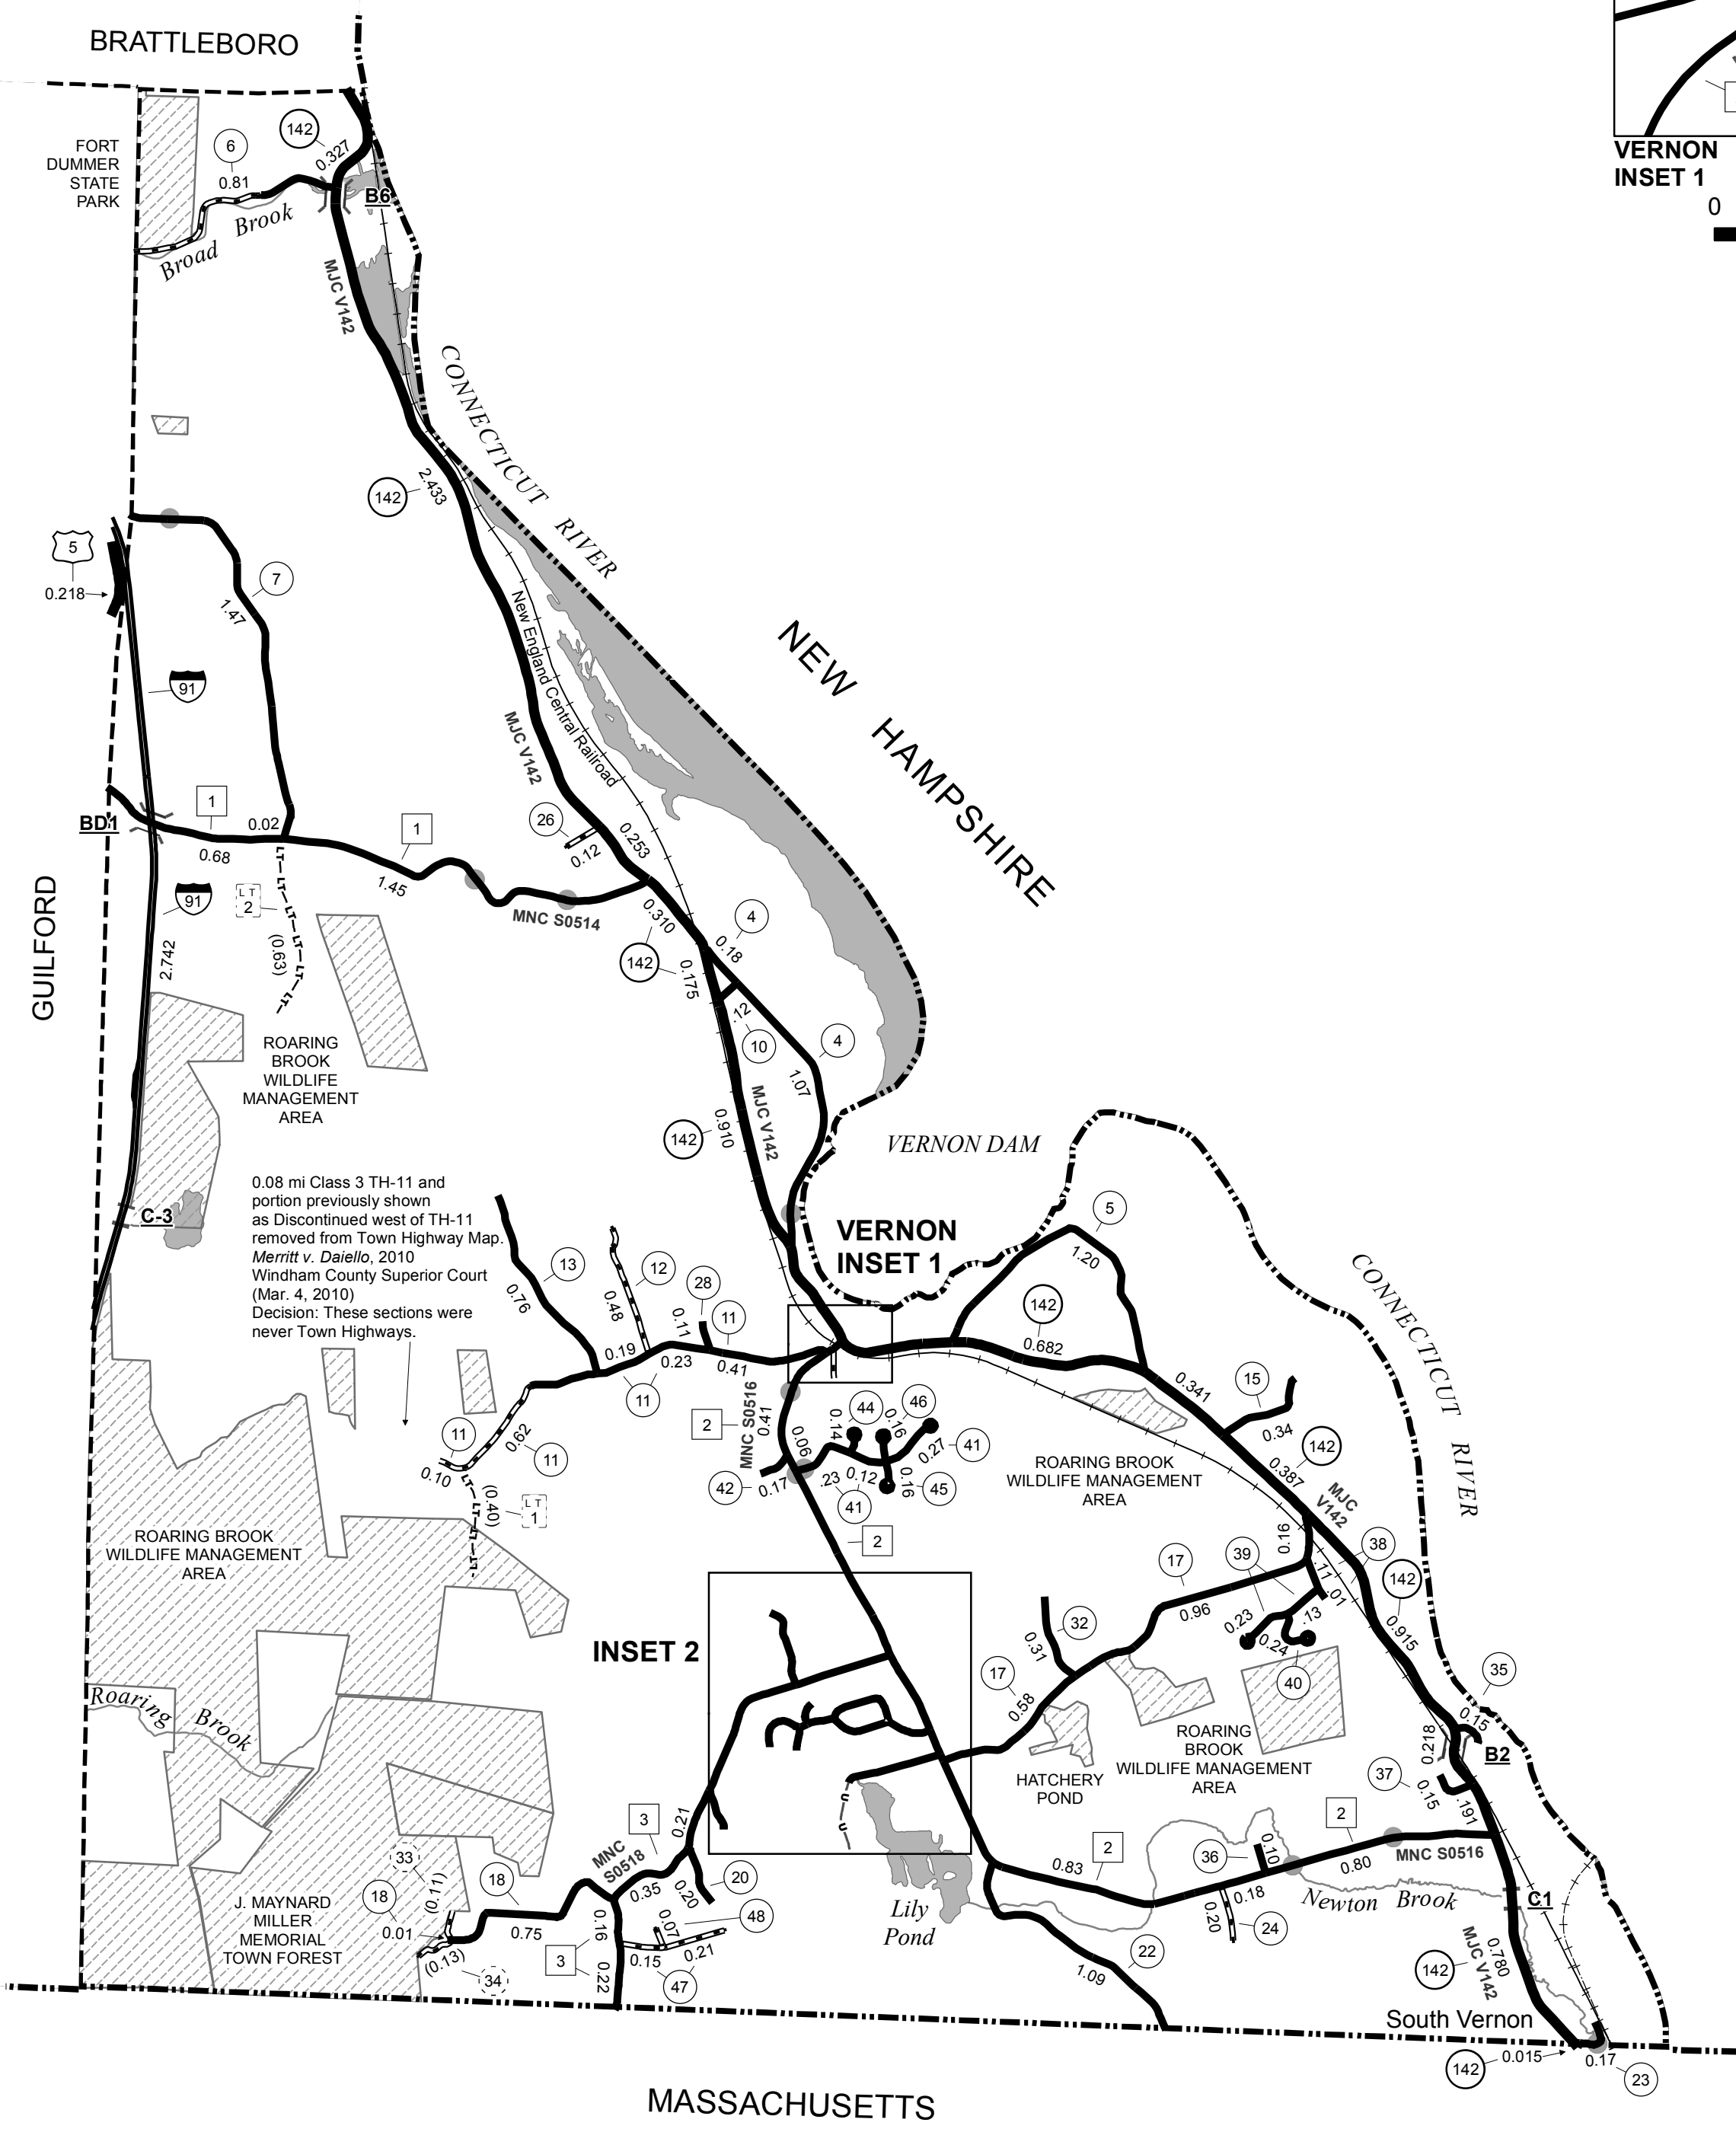 BRATTLEBORO
VERNON
INSET 1
0
FORT
DUMMER
STATE
PARK
6
0.81
142
0.327
B6
Broad Brook
MJC V142
CONNECTICUT RIVER
142
2.433
5
0.218
7
1.47
New England Central Railroad
NEW HAMPSHIRE
91
MJC V142
1
BD1
0.02
0.68
1
1.45
26
0.12
0.253
MNC S0514
GUILFORD
91
2.742
LT
2
LT
LT
LT
LT
(0.63)
0.310
142
4
0.18
0.175
.12
10
4
1.07
ROARING
BROOK
WILDLIFE
MANAGEMENT
AREA
142
0.910
MJC V142
VERNON DAM
0.08 mi Class 3 TH-11 and
portion previously shown
as Discontinued west of TH-11
removed from Town Highway Map.
Merritt v. Daiello, 2010
Windham County Superior Court
(Mar. 4, 2010)
Decision: These sections were
never Town Highways.
C-3
VERNON
INSET 1
5
1.20
13
0.76
12
0.48
28
0.11
11
0.19
0.23
0.41
11
142
0.682
CONNECTICUT RIVER
0.341
15
0.34
142
0.387
MJC
V142
11
0.62
11
0.10
LT
LT
LT
(0.40)
LT
1
MNC S0516
2
0.41
0.06
44
0.14
46
0.16
0.27
41
42
0.17
.23
0.12
41
0.16
45
2
ROARING BROOK
WILDLIFE MANAGEMENT
AREA
ROARING BROOK
WILDLIFE MANAGEMENT
AREA
0.16
38
.11
.01
142
0.915
39
17
0.96
0.23
.13
0.24
40
32
0.31
17
0.58
INSET 2
Roaring Brook
35
0.15
0.218
B2
ROARING
BROOK
WILDLIFE MANAGEMENT
AREA
HATCHERY
POND
37
0.15
.191
2
MNC S0516
0.80
36
0.10
2
0.83
0.18
0.20
24
Newton Brook
C1
3
0.21
MNC
S0518
0.35
20
0.20
33
(0.11)
18
18
0.01
0.75
(0.13)
34
J. MAYNARD
MILLER
MEMORIAL
TOWN FOREST
0.16
3
0.22
0.07
48
0.15
0.21
47
Lily
Pond
22
1.09
142
0.780
MJC V142
South Vernon
142
0.015
0.17
23
MASSACHUSETTS